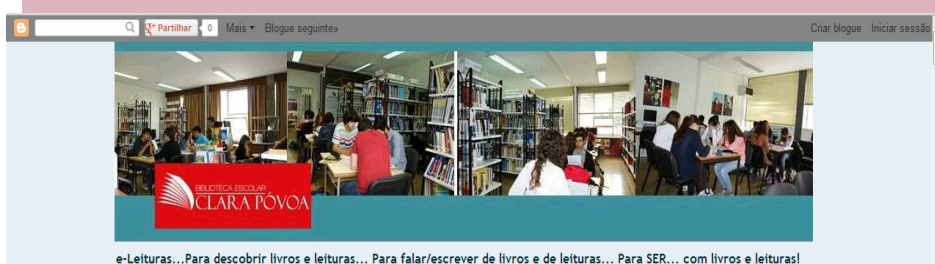 Partilhar 0 Mais Blogue seguinte» Criar blogue Iniciar sessão
BIBLIOTECA ESCOLAR
CLARA PÓVOA
e-Leituras...Para descobrir livros e leituras... Para falar/escrever de livros e de leituras... Para SER... com livros e leituras!